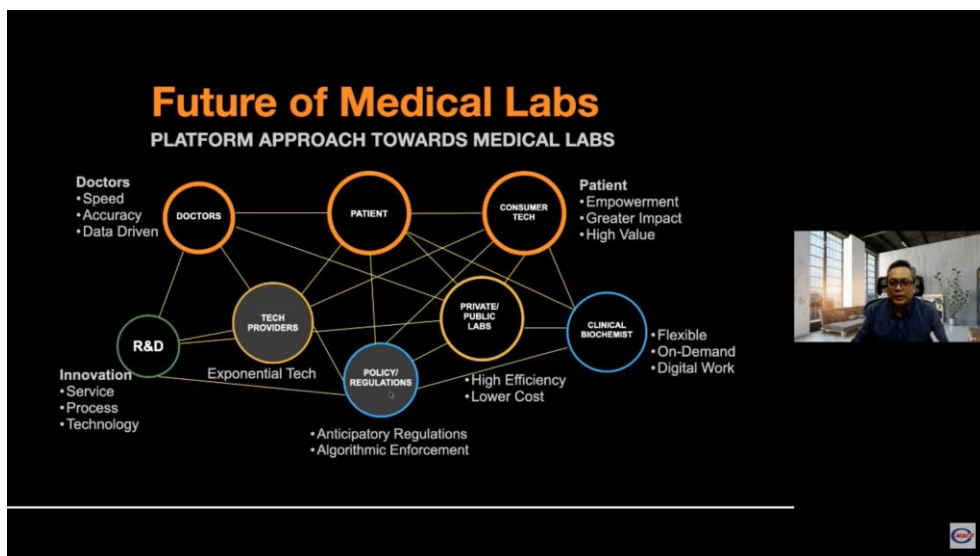 Future of Medical Labs
PLATFORM APPROACH TOWARDS MEDICAL LABS
Doctors
•Speed
•Accuracy
•Data Driven
DOCTORS
PATIENT
CONSUMER
TECH
Patient
•Empowerment
•Greater Impact
•High Value
R&D
TECH
PROVIDERS
POLICY/
REGULATIONS
PRIVATE/
PUBLIC
LABS
CLINICAL
BIOCHEMIST
•Flexible
•On-Demand
•Digital Work
Innovation
•Service
•Process
•Technology
Exponential Tech
•High Efficiency
•Lower Cost
•Anticipatory Regulations
•Algorithmic Enforcement